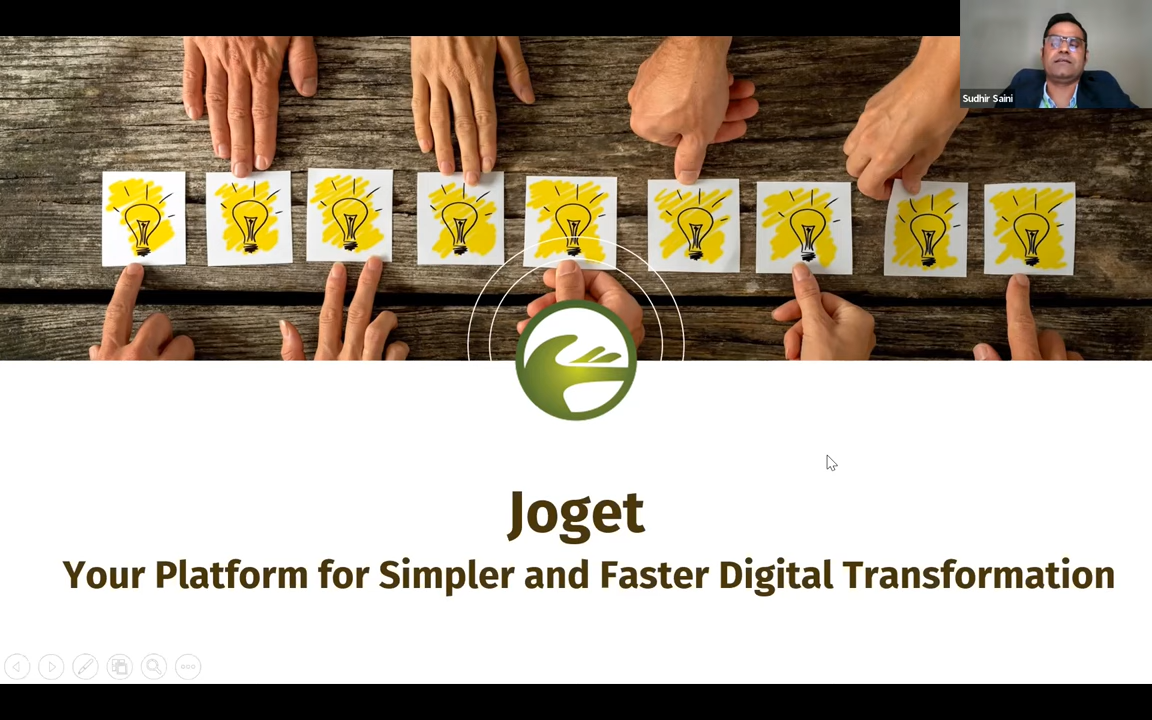 Sudhir Saini
Joget
Your Platform for Simpler and Faster Digital Transformation